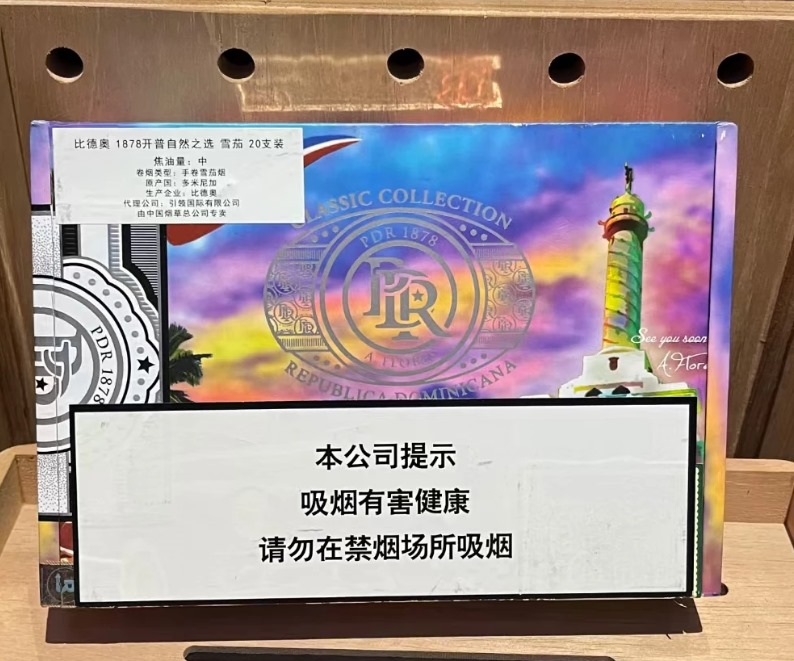 比德奥 1878开普自然之选 雪茄 20支装
焦油量：中
卷烟类型：手卷雪茄烟
原产国：多米尼加
生产企业：比德奥
代理公司：引领国际有限公司
由中国烟草总公司专卖
CLASSIC COLLECTION
PDR 1878
PDR
A. FLORES
REPUBLICA DOMINICANA
See you soon
A. Flor
PDR 1878
本公司提示
吸烟有害健康
请勿在禁烟场所吸烟